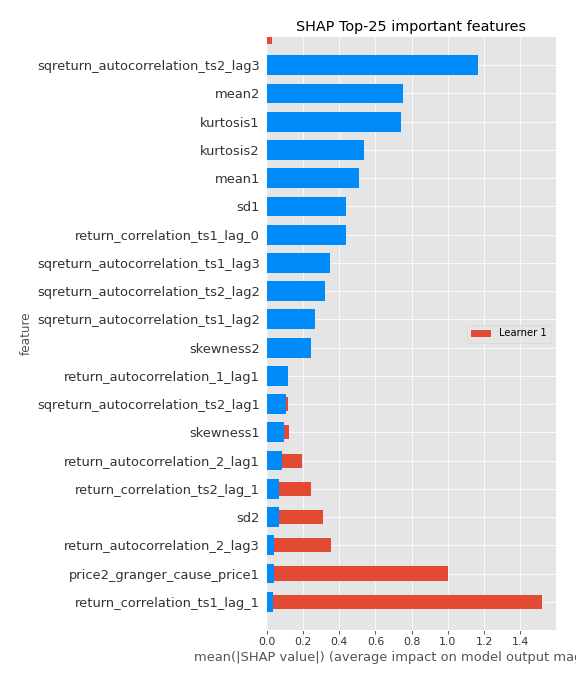 SHAP Top-25 important features
sqreturn_autocorrelation_ts2_lag3
mean2
kurtosis1
kurtosis2
mean1
sd1
return_correlation_ts1_lag_0
sqreturn_autocorrelation_ts1_lag3
sqreturn_autocorrelation_ts2_lag2
sqreturn_autocorrelation_ts1_lag2
skewness2
return_autocorrelation_1_lag1
sqreturn_autocorrelation_ts2_lag1
skewness1
return_autocorrelation_2_lag1
return_correlation_ts2_lag_1
sd2
return_autocorrelation_2_lag3
price2_granger_cause_price1
return_correlation_ts1_lag_1
feature
Learner 1
0.0 0.2 0.4 0.6 0.8 1.0 1.2 1.4
mean(|SHAP value|) (average impact on model output mag